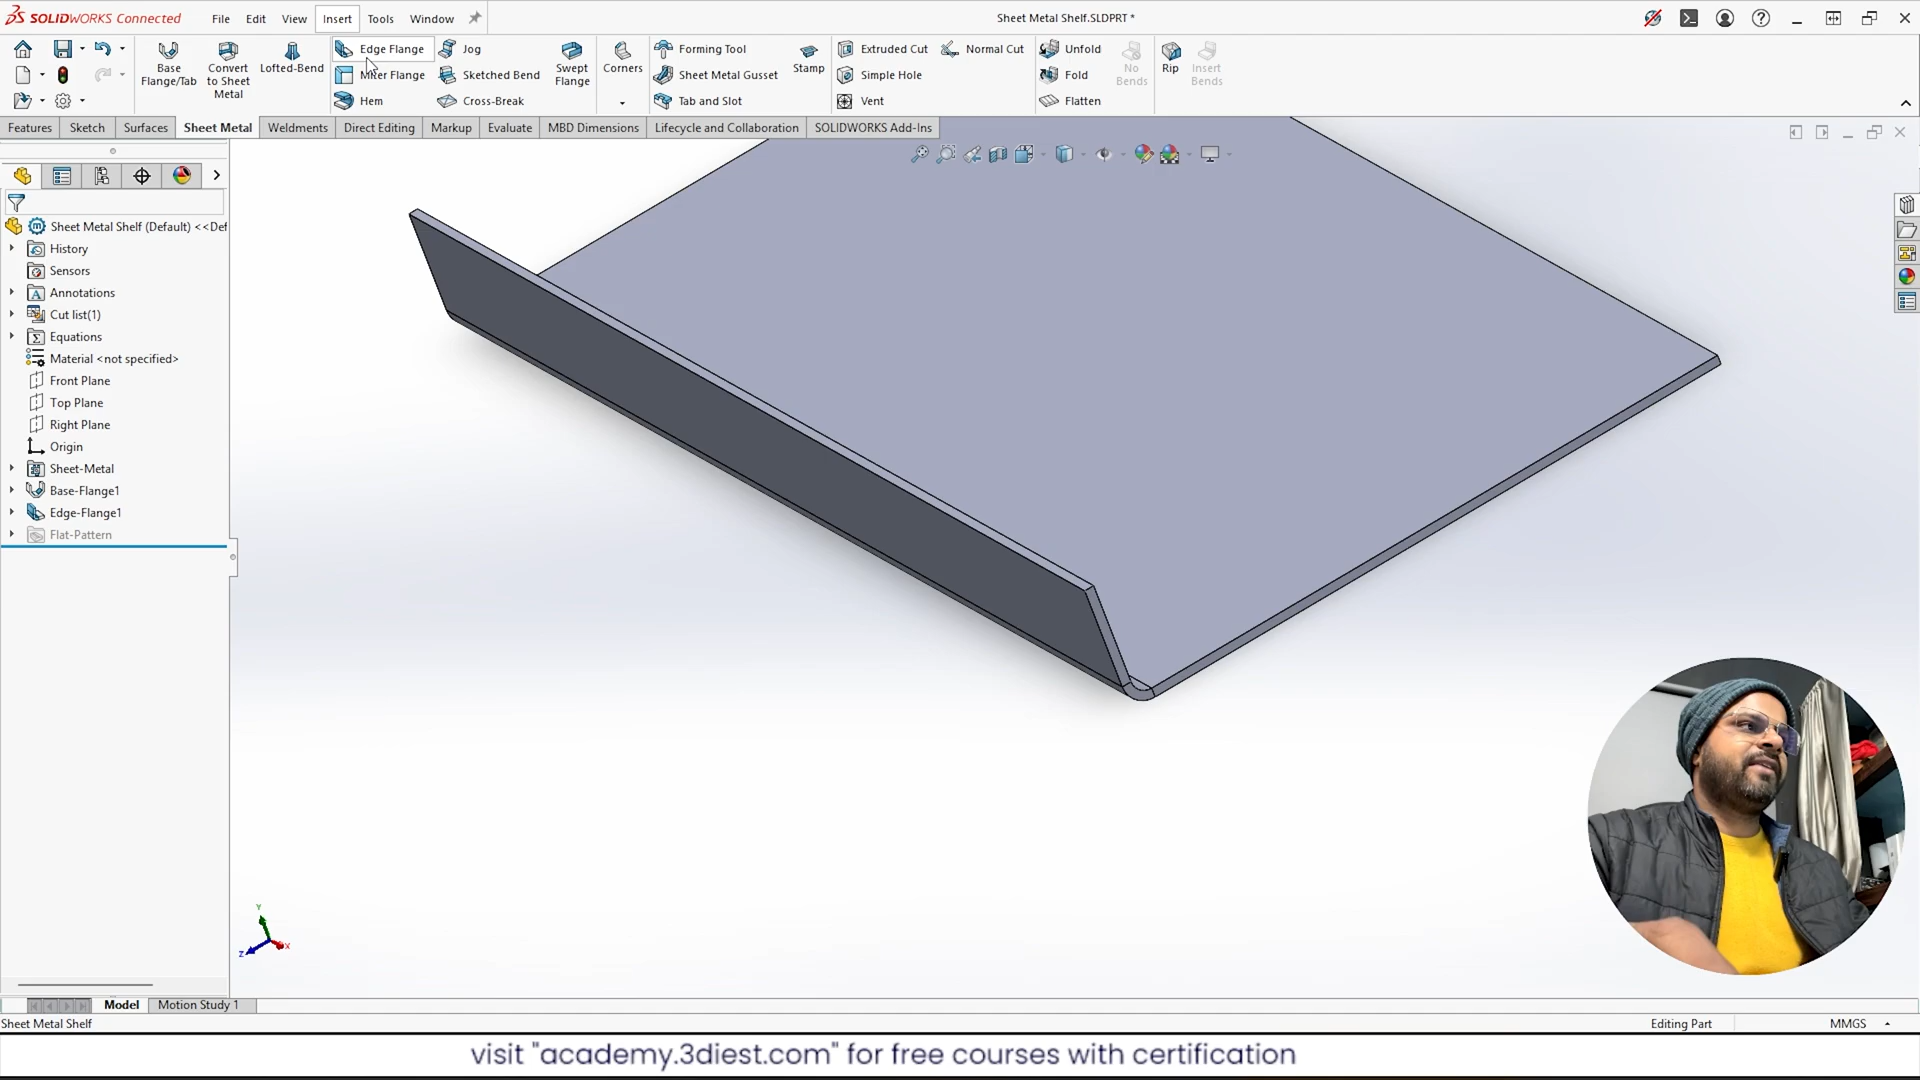 SOLIDWORKS Connected
File
Edit
View
Insert
Tools
Window
Sheet Metal Shelf.SLDPRT *
Base
Flange/Tab
Convert
to Sheet
Metal
Lofted-Bend
Edge Flange
Miter Flange
Hem
Jog
Sketched Bend
Cross-Break
Swept
Flange
Corners
Forming Tool
Sheet Metal Gusset
Tab and Slot
Stamp
Extruded Cut
Simple Hole
Vent
Normal Cut
Unfold
Fold
Flatten
No
Bends
Rip
Insert
Bends
Features
Sketch
Surfaces
Sheet Metal
Weldments
Direct Editing
Markup
Evaluate
MBD Dimensions
Lifecycle and Collaboration
SOLIDWORKS Add-Ins
Sheet Metal Shelf (Default) <<Def
History
Sensors
Annotations
Cut list(1)
Equations
Material <not specified>
Front Plane
Top Plane
Right Plane
Origin
Sheet-Metal
Base-Flange1
Edge-Flange1
Flat-Pattern
Y
Z
X
Model
Motion Study 1
Sheet Metal Shelf
Editing Part
MMGS
visit "academy.3diest.com" for free courses with certification